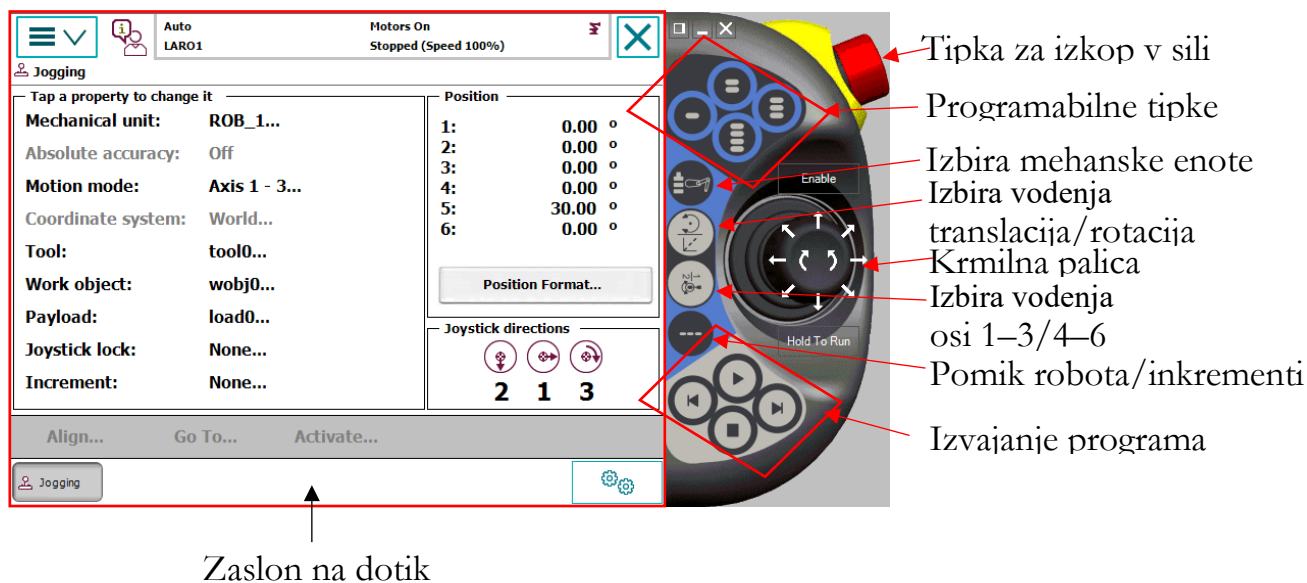 Auto
LARO1
Motors On
Stopped (Speed 100%)
Jogging
Tap a property to change it
Mechanical unit: ROB_1...
Absolute accuracy: Off
Motion mode: Axis 1 - 3...
Coordinate system: World...
Tool: tool0...
Work object: wobj0...
Payload: load0...
Joystick lock: None...
Increment: None...
Position
1: 0.00 º
2: 0.00 º
3: 0.00 º
4: 0.00 º
5: 30.00 º
6: 0.00 º
Position Format...
Joystick directions
2 1 3
Align... Go To... Activate...
Jogging
Enable
Hold To Run
Tipka za izkop v sili
Programabilne tipke
Izbira mehanske enote
Izbira vodenja
translacija/rotacija
Krmilna palica
Izbira vodenja
osi 1–3/4–6
Pomik robota/inkrementi
Izvajanje programa
Zaslon na dotik